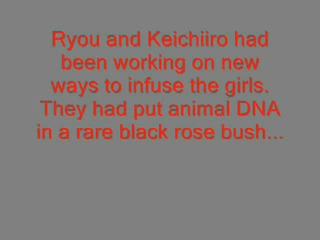 Ryou and Keichiiro had
been working on new
ways to infuse the girls.
They had put animal DNA
in a rare black rose bush...